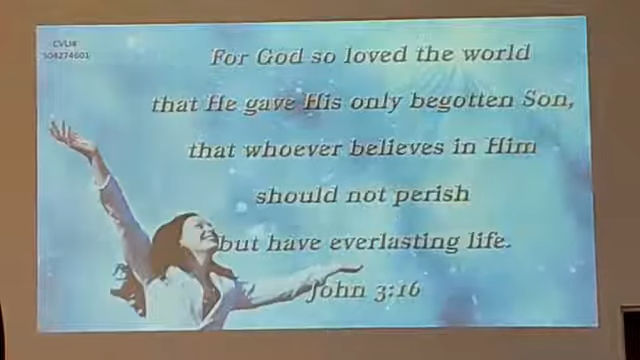 CVLI#
504274601
For God so loved the world
that He gave His only begotten Son,
that whoever believes in Him
should not perish
but have everlasting life.
John 3:16